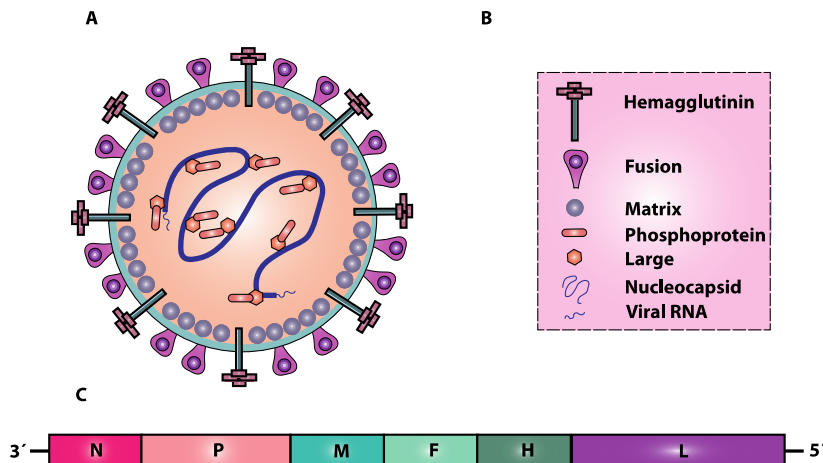 A
B
Hemagglutinin
Fusion
Matrix
Phosphoprotein
Large
Nucleocapsid
Viral RNA
C
3´ N P M F H L 5´